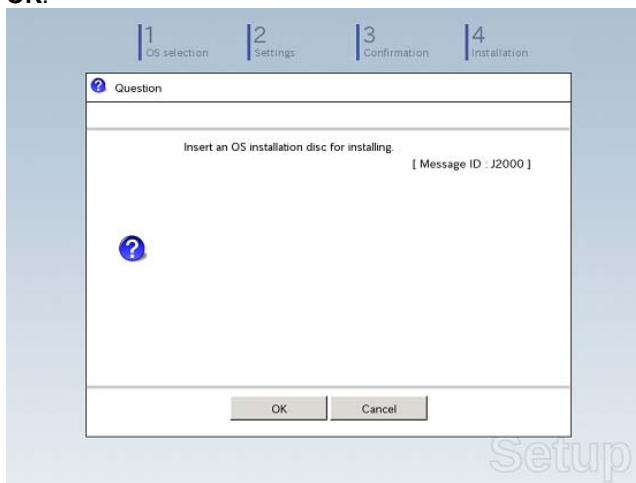 OK.
1 2 3 4
OS selection Settings Confirmation Installation
Question
Insert an OS installation disc for installing.
[ Message ID : J2000 ]
OK Cancel
Setup